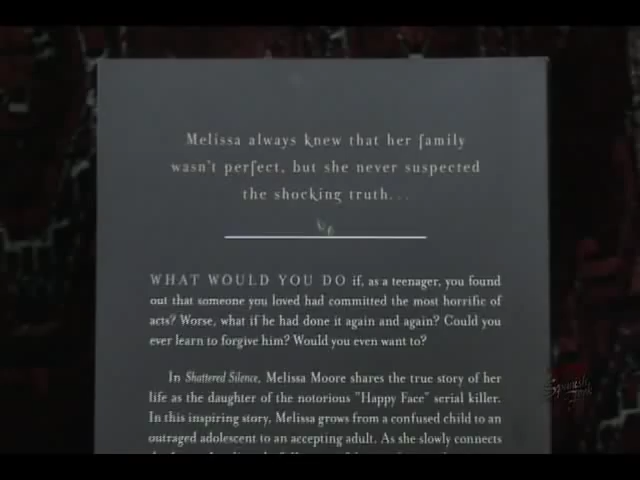 Melissa always knew that her family
wasn't perfect, but she never suspected
the shocking truth...
WHAT WOULD YOU DO if, as a teenager, you found
out that someone you loved had committed the most horrific of
acts? Worse, what if he had done it again and again? Could you
ever learn to forgive him? Would you even want to?
In Shattered Silence, Melissa Moore shares the true story of her
life as the daughter of the notorious "Happy Face" serial killer.
In this inspiring story, Melissa grows from a confused child to an
outraged adolescent to an accepting adult. As she slowly connects